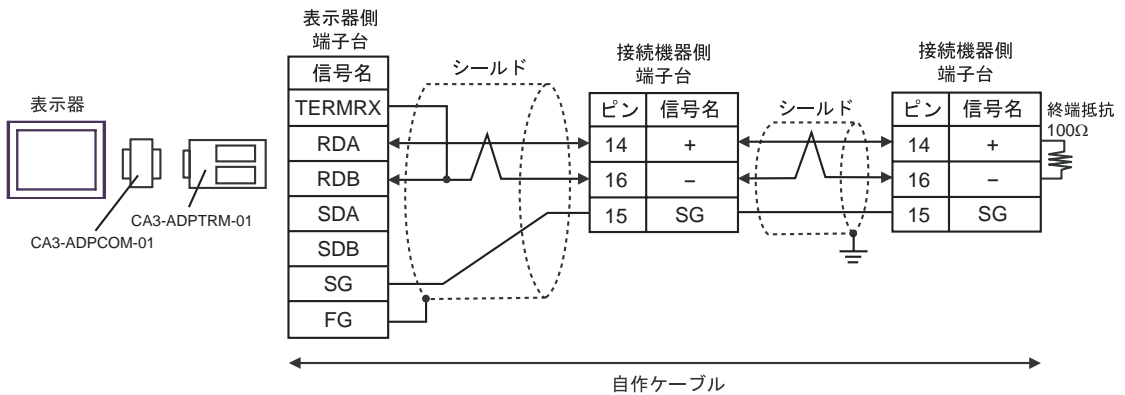 表示器
CA3-ADPCOM-01
CA3-ADPTRM-01
表示器側
端子台
信号名
TERMRX
RDA
RDB
SDA
SDB
SG
FG
シールド
接続機器側
端子台
ピン 信号名
14 +
16 −
15 SG
シールド
接続機器側
端子台
ピン 信号名
14 +
16 −
15 SG
終端抵抗
100Ω
自作ケーブル